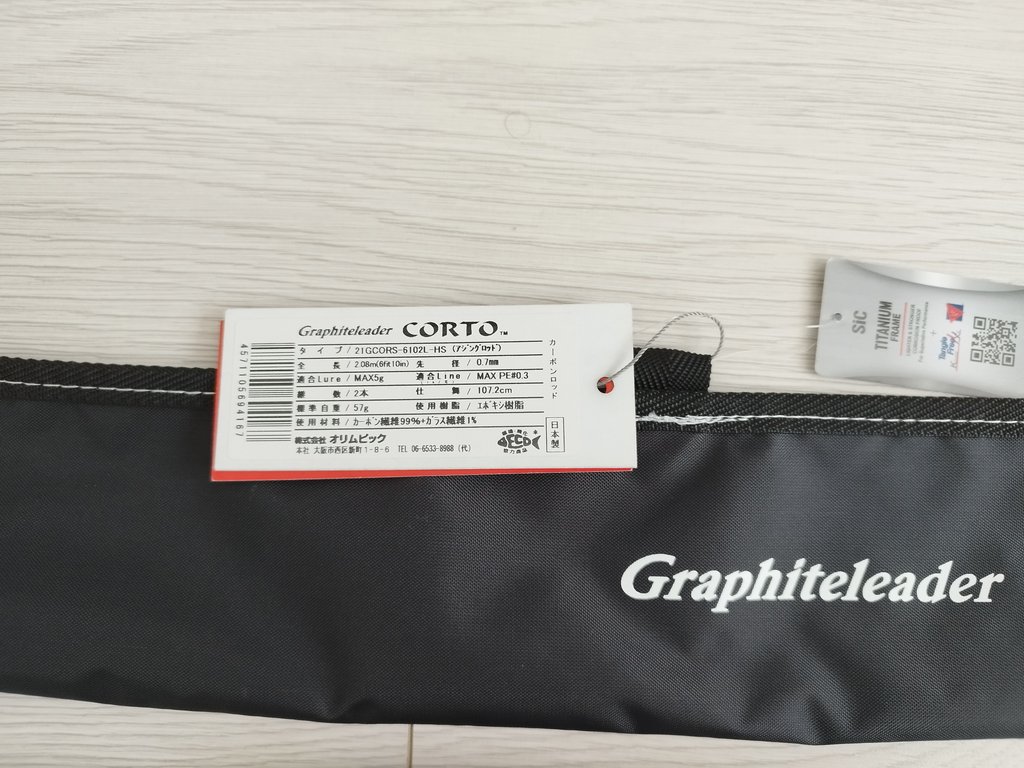 Graphiteleader CORTO™
タイプ / 21GCORS-6102L-HS (アジングロッド)
全長 / 2.08m(6fit10in) 先径 / 0.7mm
適合Lure / MAX5g 適合Line / MAX PE#0.3
継数 / 2本 仕舞 / 107.2cm
標準自重 / 57g 使用樹脂 / エポキシ樹脂
使用材料 / カーボン繊維99%+ガラス繊維1%
株式会社 オリムピック
本社 大阪市西区新町1-8-6 TEL 06-6533-8988 (代)
カーボンロッド
日本製
ECO
4571105694167
SiC
TITANIUM
FRAME
Tangle
Free
Graphiteleader